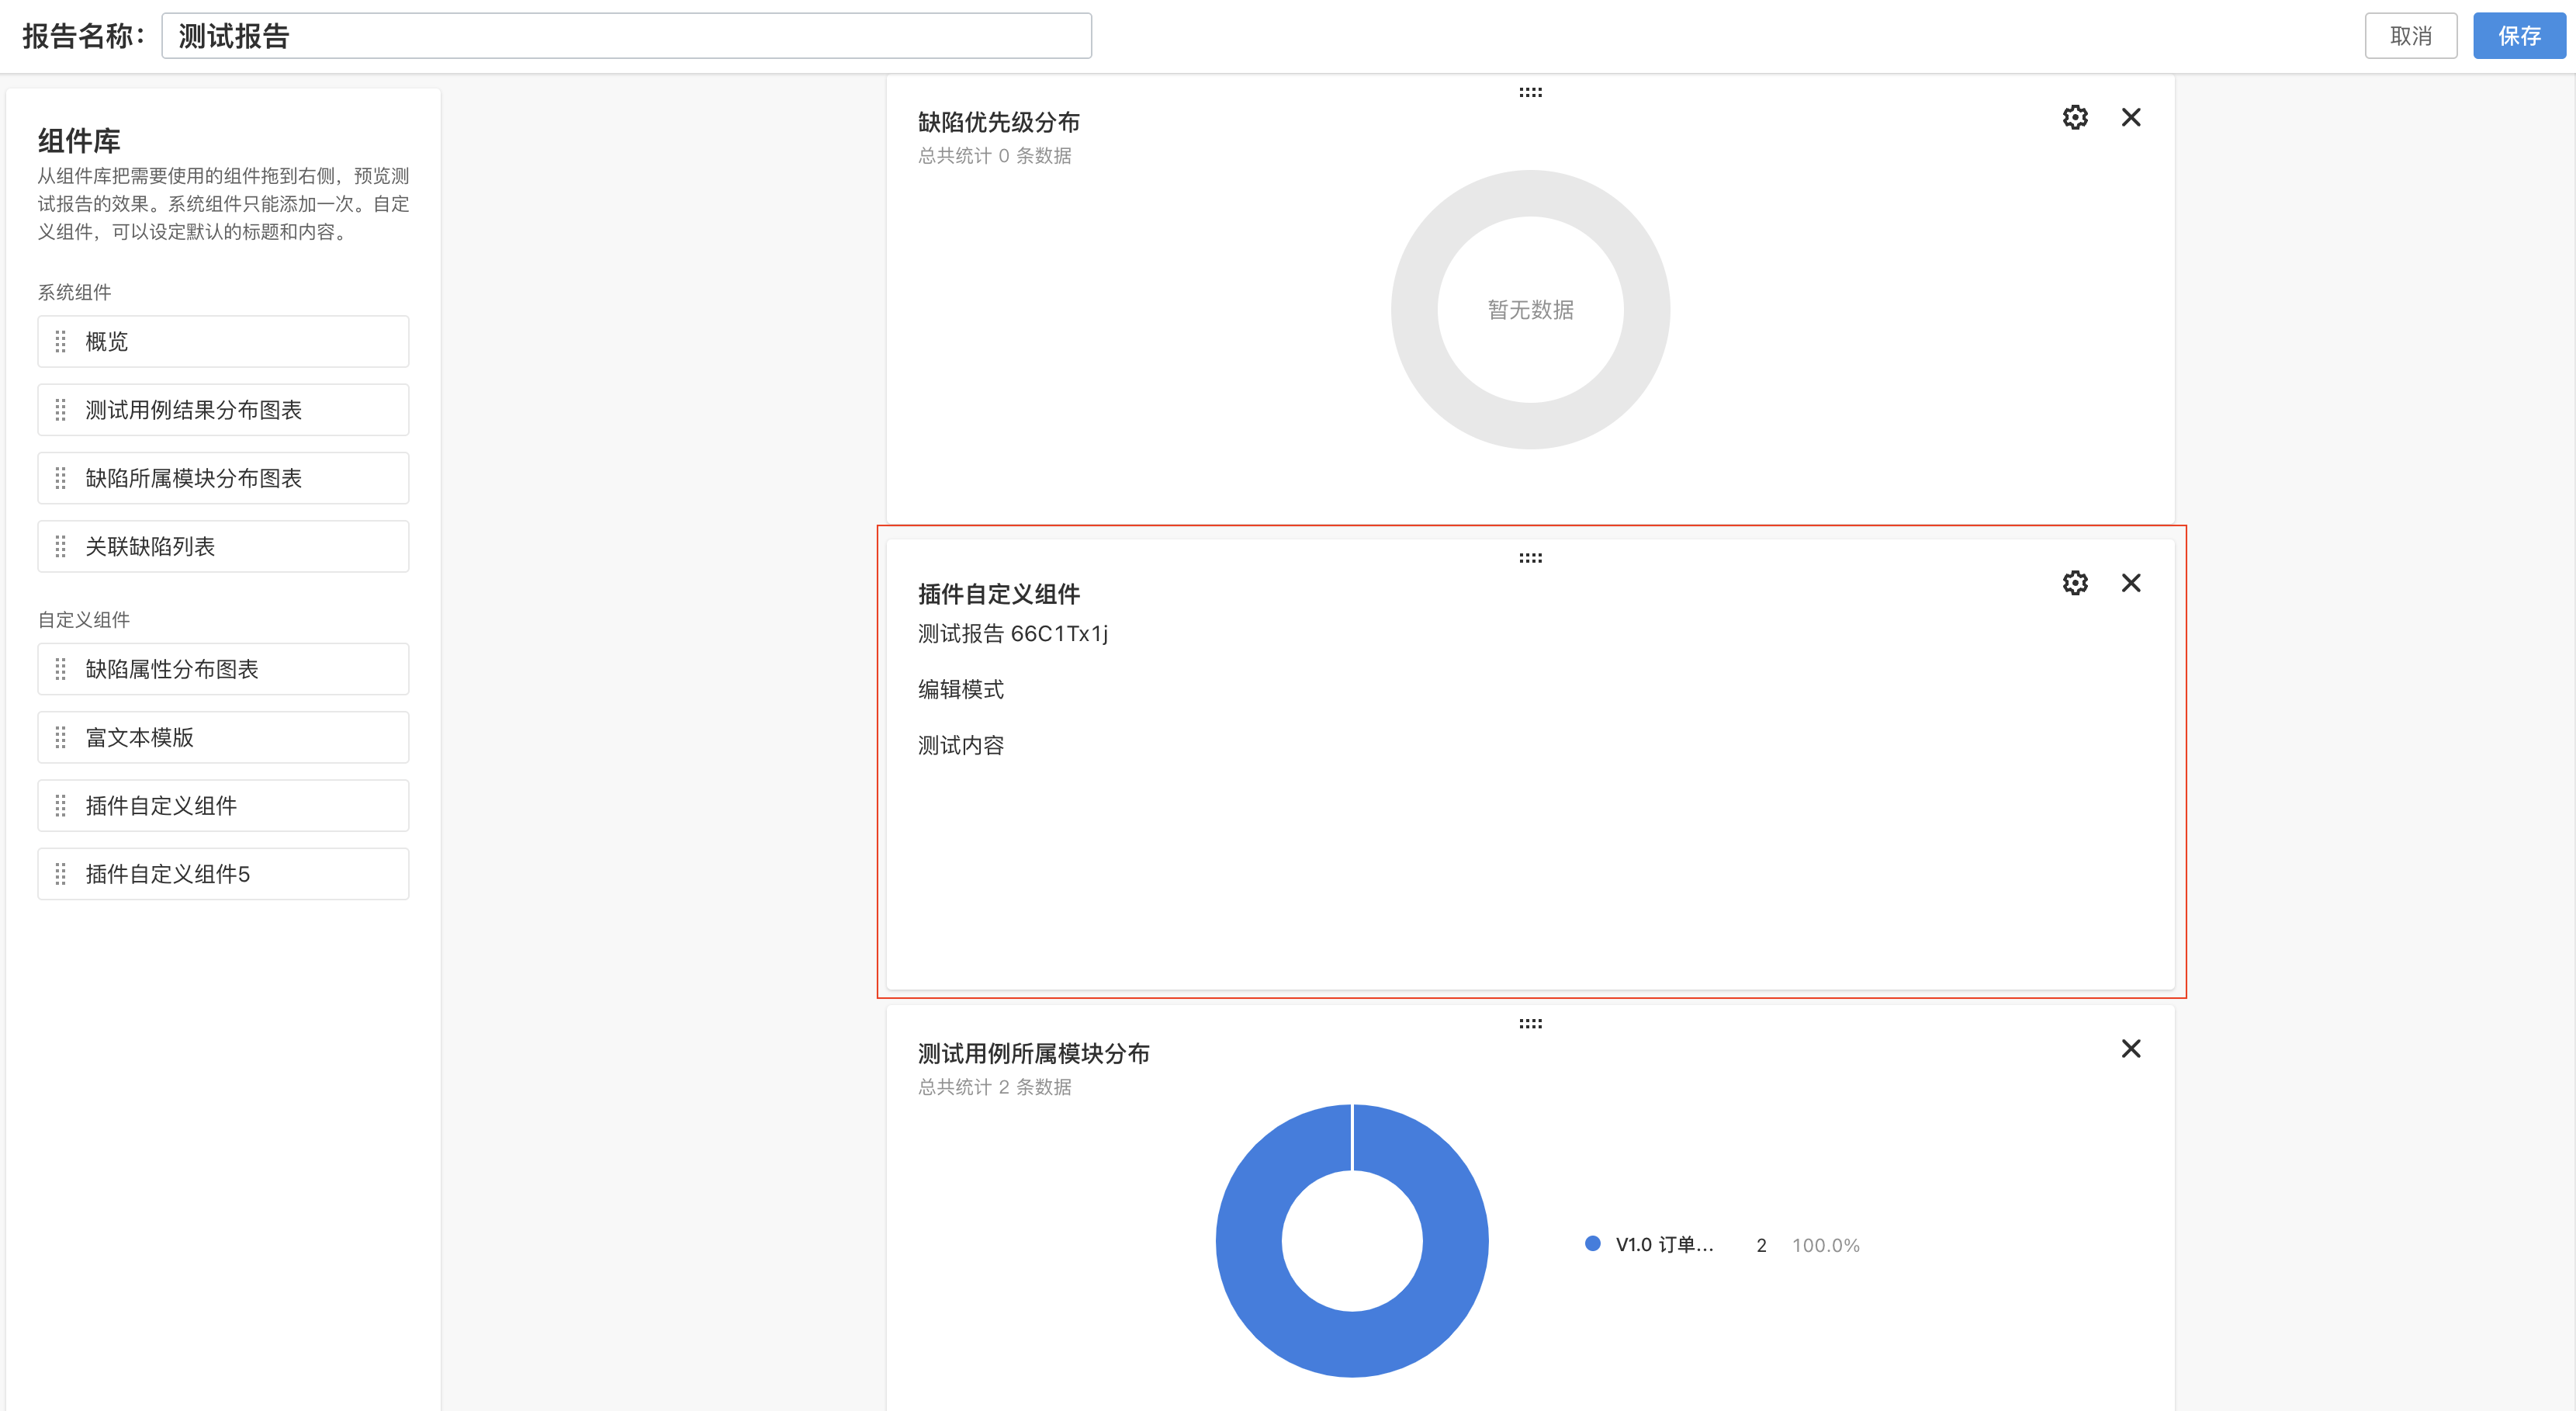 报告名称：
测试报告
取消
保存
组件库
从组件库把需要使用的组件拖到右侧，预览测
试报告的效果。系统组件只能添加一次。自定
义组件，可以设定默认的标题和内容。
系统组件
概览
测试用例结果分布图表
缺陷所属模块分布图表
关联缺陷列表
自定义组件
缺陷属性分布图表
富文本模版
插件自定义组件
插件自定义组件5
缺陷优先级分布
总共统计 0 条数据
暂无数据
插件自定义组件
测试报告 66C1Tx1j
编辑模式
测试内容
测试用例所属模块分布
总共统计 2 条数据
V1.0 订单... 2 100.0%